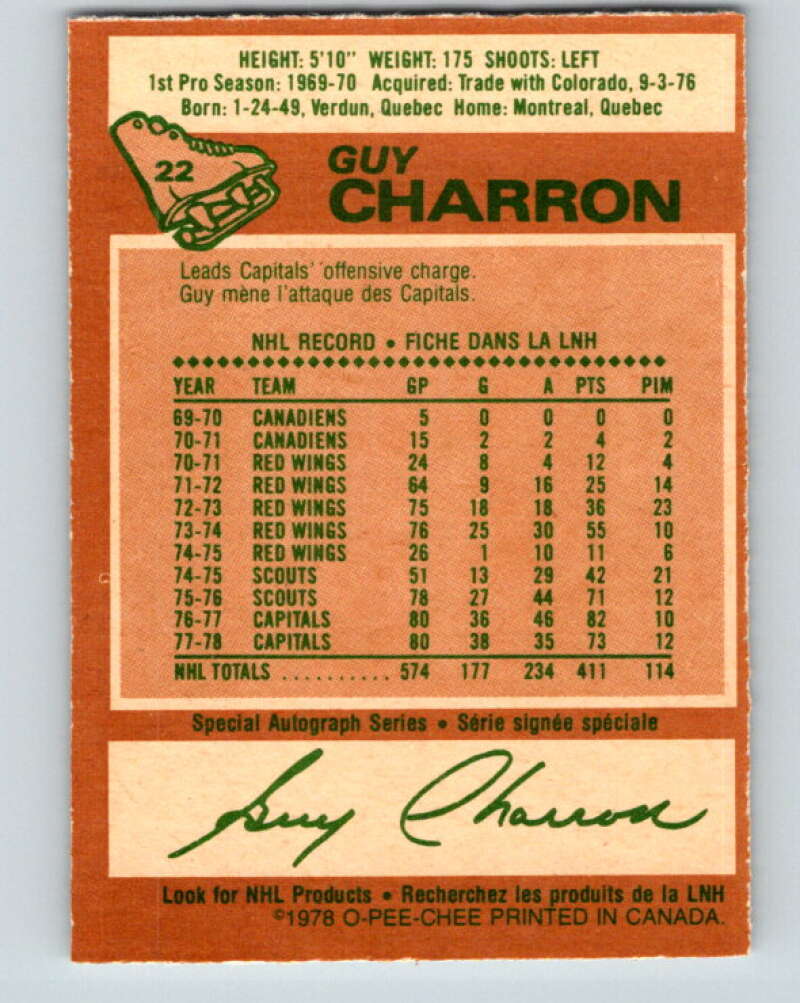 HEIGHT: 5'10" WEIGHT: 175 SHOOTS: LEFT
1st Pro Season: 1969-70 Acquired: Trade with Colorado, 9-3-76
Born: 1-24-49, Verdun, Quebec Home: Montreal, Quebec
22
GUY
CHARRON
Leads Capitals' offensive charge.
Guy mène l'attaque des Capitals.
NHL RECORD • FICHE DANS LA LNH
YEAR TEAM GP G A PTS PIM
69-70 CANADIENS 5 0 0 0 0
70-71 CANADIENS 15 2 2 4 2
70-71 RED WINGS 24 8 4 12 4
71-72 RED WINGS 64 9 16 25 14
72-73 RED WINGS 75 18 18 36 23
73-74 RED WINGS 76 25 30 55 10
74-75 RED WINGS 26 1 10 11 6
74-75 SCOUTS 51 13 29 42 21
75-76 SCOUTS 78 27 44 71 12
76-77 CAPITALS 80 36 46 82 10
77-78 CAPITALS 80 38 35 73 12
NHL TOTALS .......... 574 177 234 411 114
Special Autograph Series • Série signée spéciale
Guy Charron
Look for NHL Products • Recherchez les produits de la LNH
©1978 O-PEE-CHEE PRINTED IN CANADA.